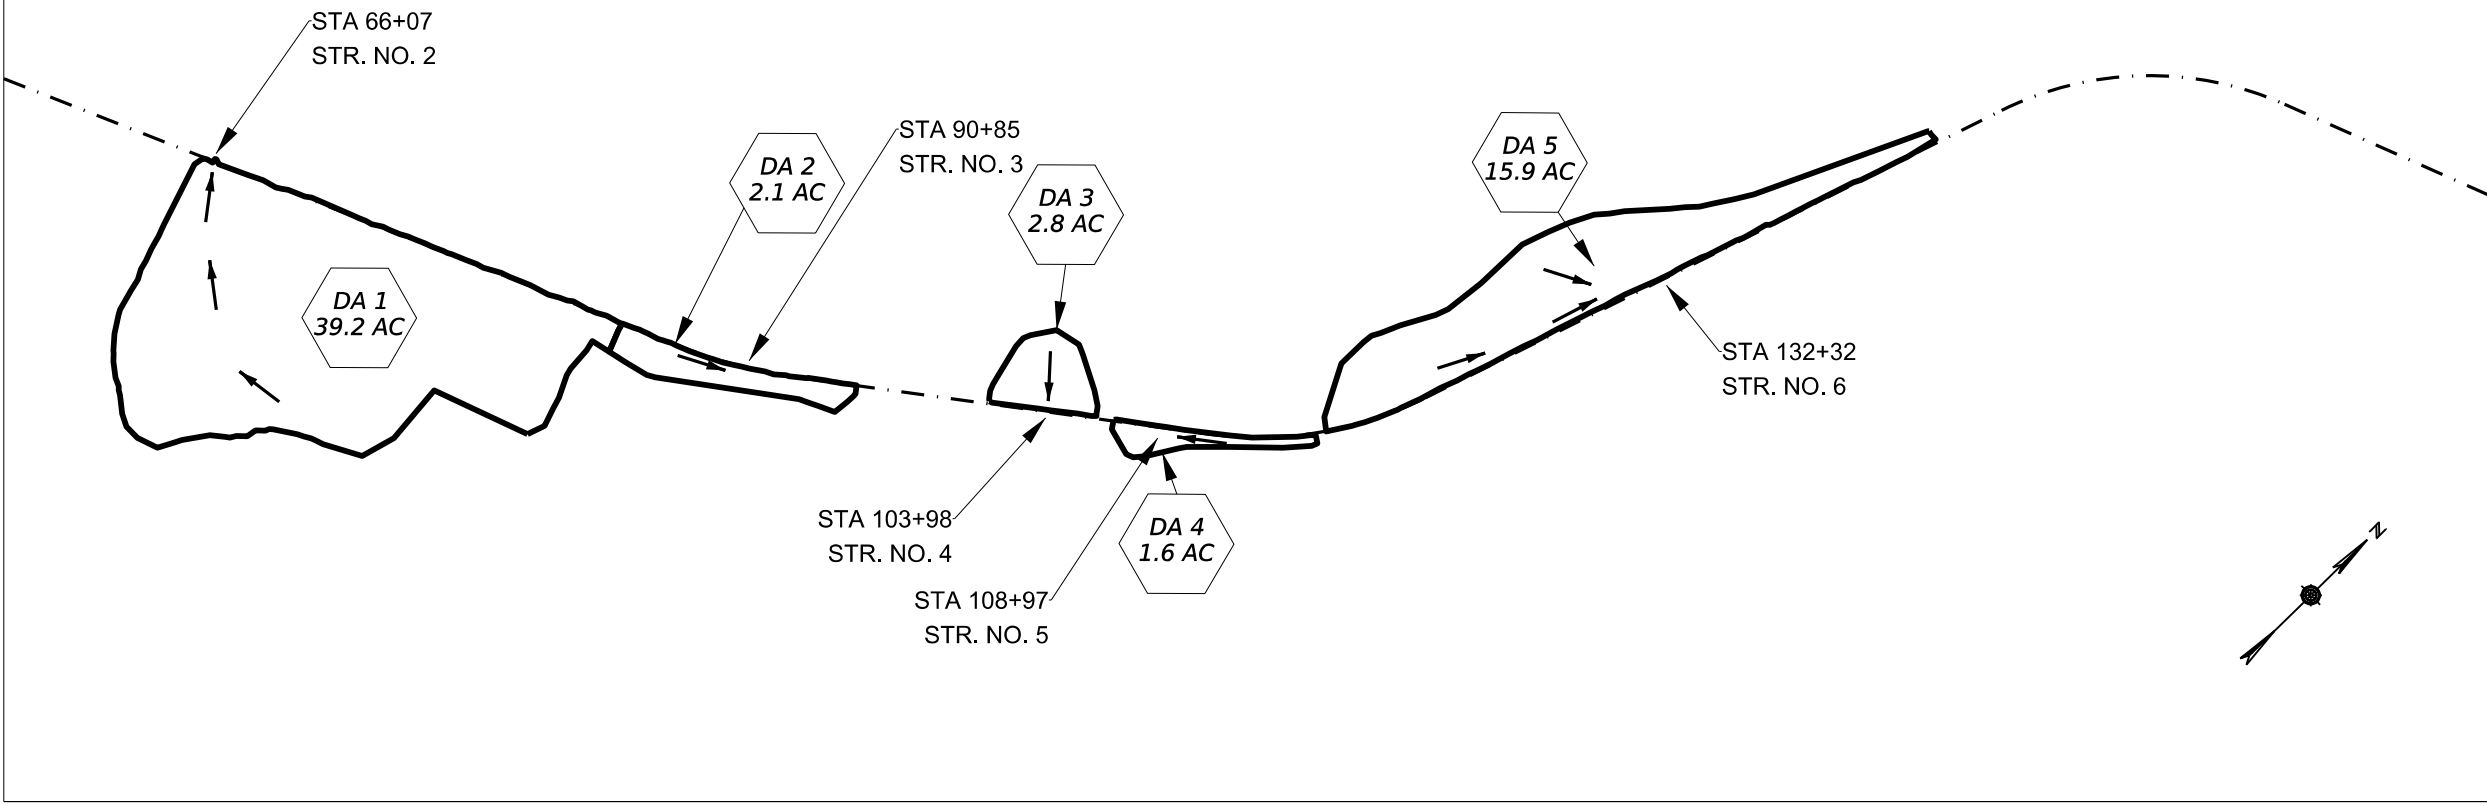 STA 66+07
STR. NO. 2
STA 90+85
STR. NO. 3
DA 2
2.1 AC
DA 3
2.8 AC
DA 5
15.9 AC
DA 1
39.2 AC
STA 132+32
STR. NO. 6
STA 103+98
STR. NO. 4
DA 4
1.6 AC
STA 108+97
STR. NO. 5
N